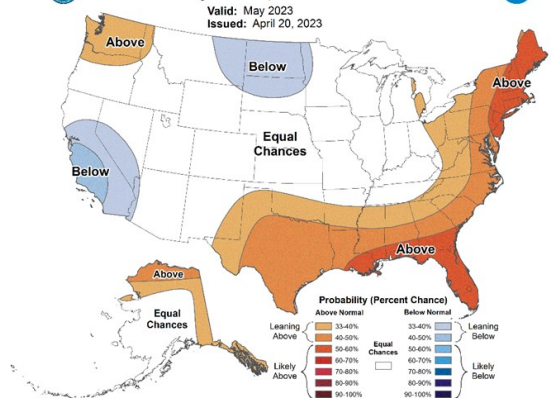 Valid: May 2023
Issued: April 20, 2023
Above
Below
Above
Equal
Chances
Below
Above
Above
Equal
Chances
Probability (Percent Chance)
Above Normal
Below Normal
Leaning
Above
33-40%
40-50%
50-60%
60-70%
70-80%
80-90%
90-100%
Likely
Above
Equal
Chances
33-40%
40-50%
50-60%
60-70%
70-80%
80-90%
90-100%
Leaning
Below
Likely
Below